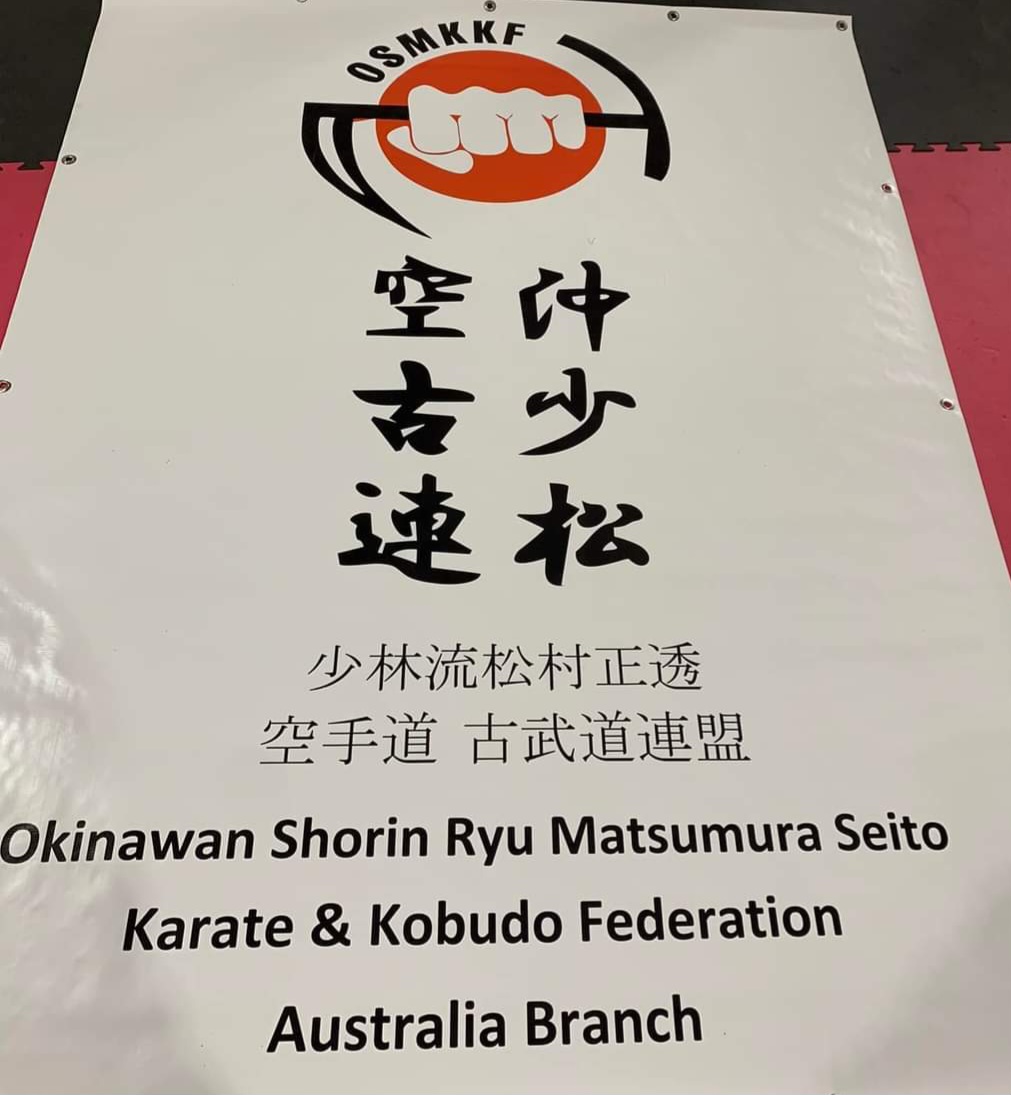 OSMKKF
沖少松
空古連
少林流松村正透
空手道 古武道連盟
Okinawan Shorin Ryu Matsumura Seito
Karate & Kobudo Federation
Australia Branch